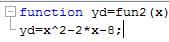 function yd=fun2(x)
yd=x^2-2*x-8;